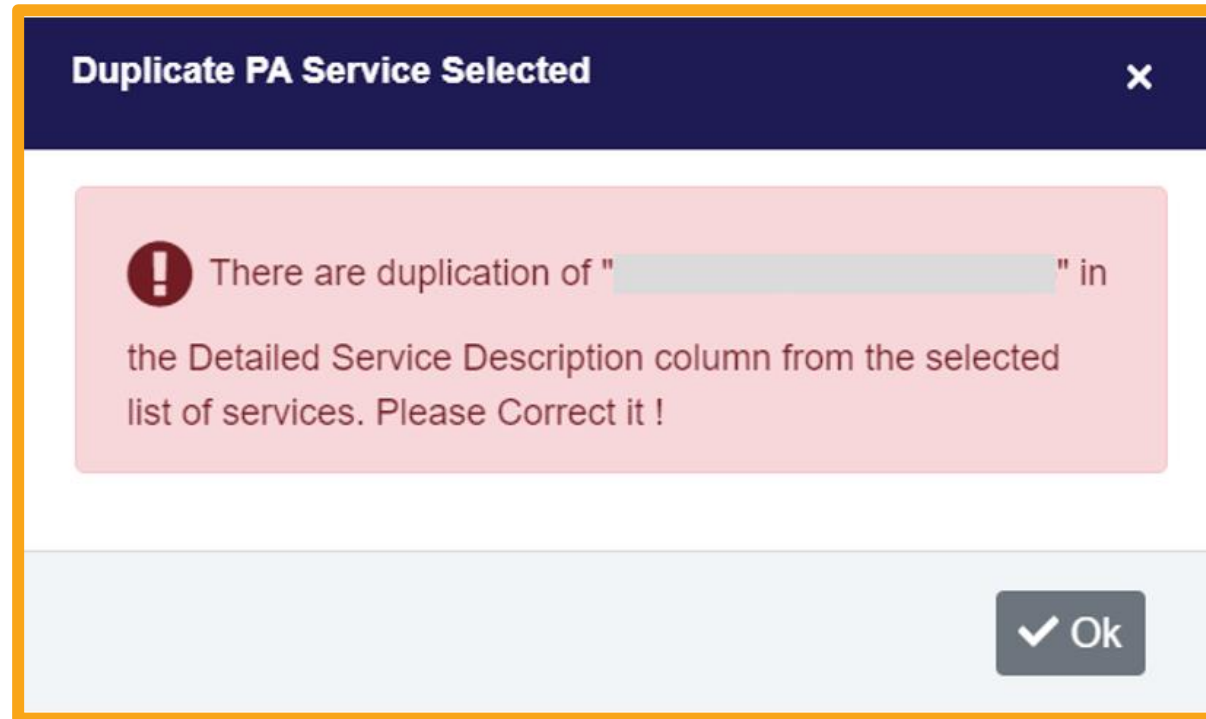 Duplicate PA Service Selected
There are duplication of " " in
the Detailed Service Description column from the selected
list of services. Please Correct it !
Ok